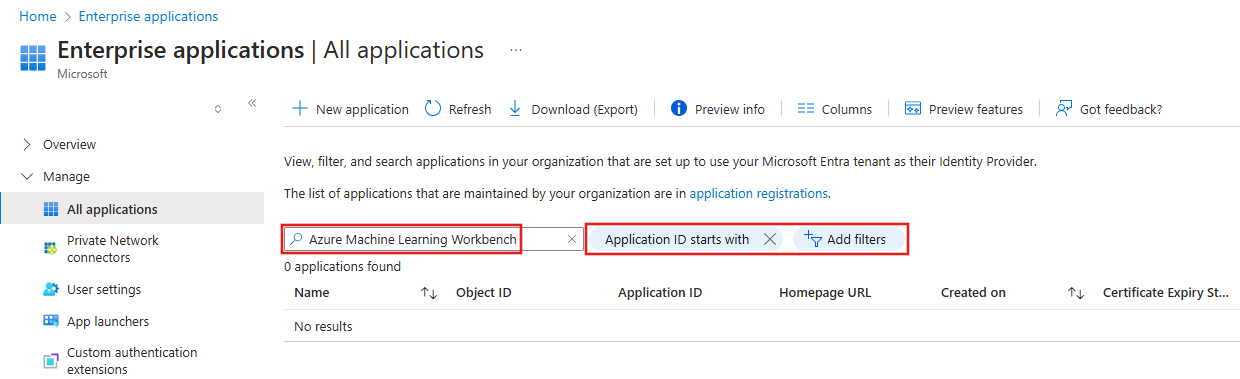 Home > Enterprise applications
Enterprise applications | All applications ...
Microsoft
New application Refresh Download (Export) Preview info Columns Preview features Got feedback?
Overview
Manage
All applications
Private Network
connectors
User settings
App launchers
Custom authentication
extensions
View, filter, and search applications in your organization that are set up to use your Microsoft Entra tenant as their Identity Provider.
The list of applications that are maintained by your organization are in application registrations.
Azure Machine Learning Workbench Application ID starts with Add filters
0 applications found
Name Object ID Application ID Homepage URL Created on Certificate Expiry St...
No results